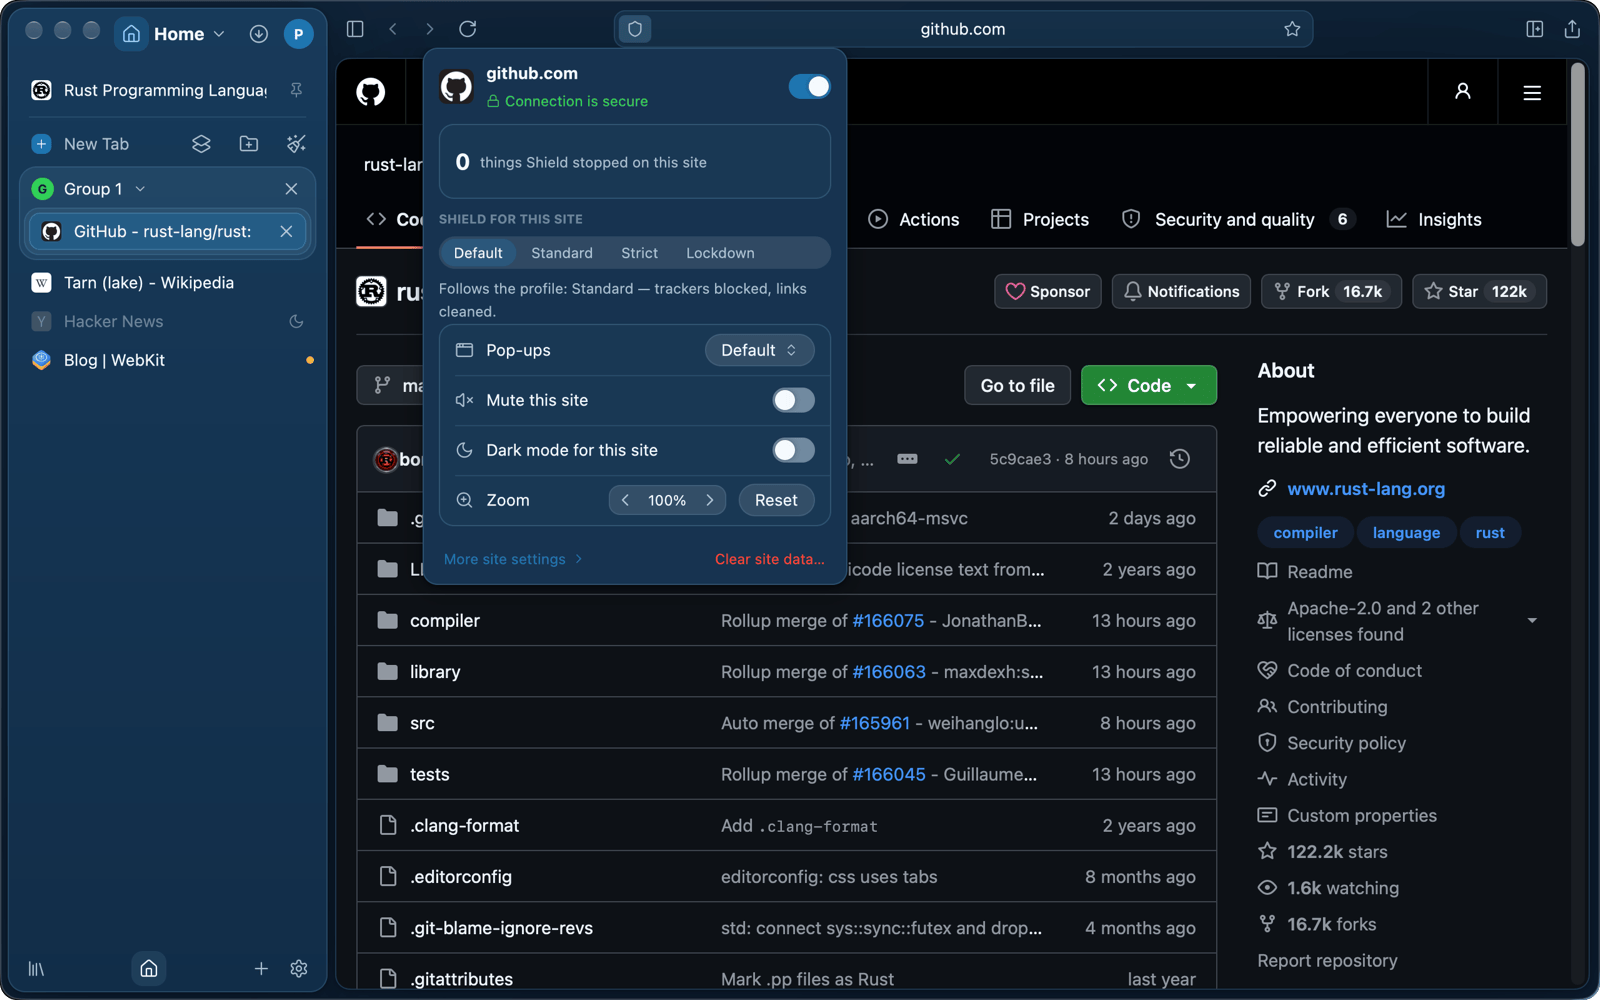 Home
P
github.com
Rust Programming Langua
New Tab
G Group 1
GitHub - rust-lang/rust:
W Tarn (lake) - Wikipedia
Y Hacker News
Blog | WebKit
github.com
Connection is secure
0 things Shield stopped on this site
SHIELD FOR THIS SITE
Default Standard Strict Lockdown
Follows the profile: Standard — trackers blocked, links
cleaned.
Pop-ups Default
Mute this site
Dark mode for this site
Zoom 100% Reset
More site settings Clear site data...
rust-lan
Actions Projects Security and quality 6 Insights
Sponsor Notifications Fork 16.7k Star 122k
Go to file Code
5c9cae3 · 8 hours ago
aarch64-msvc 2 days ago
icode license text from... 2 years ago
compiler Rollup merge of #166075 - JonathanB... 13 hours ago
library Rollup merge of #166063 - maxdexh:s... 13 hours ago
src Auto merge of #165961 - weihanglo:u... 8 hours ago
tests Rollup merge of #166045 - Guillaume... 13 hours ago
.clang-format Add .clang-format 2 years ago
.editorconfig editorconfig: css uses tabs 8 months ago
.git-blame-ignore-revs std: connect sys::sync::futex and drop... 4 months ago
.gitattributes Mark .pp files as Rust last year
About
Empowering everyone to build
reliable and efficient software.
www.rust-lang.org
compiler language rust
Readme
Apache-2.0 and 2 other
licenses found
Code of conduct
Contributing
Security policy
Activity
Custom properties
122.2k stars
1.6k watching
16.7k forks
Report repository